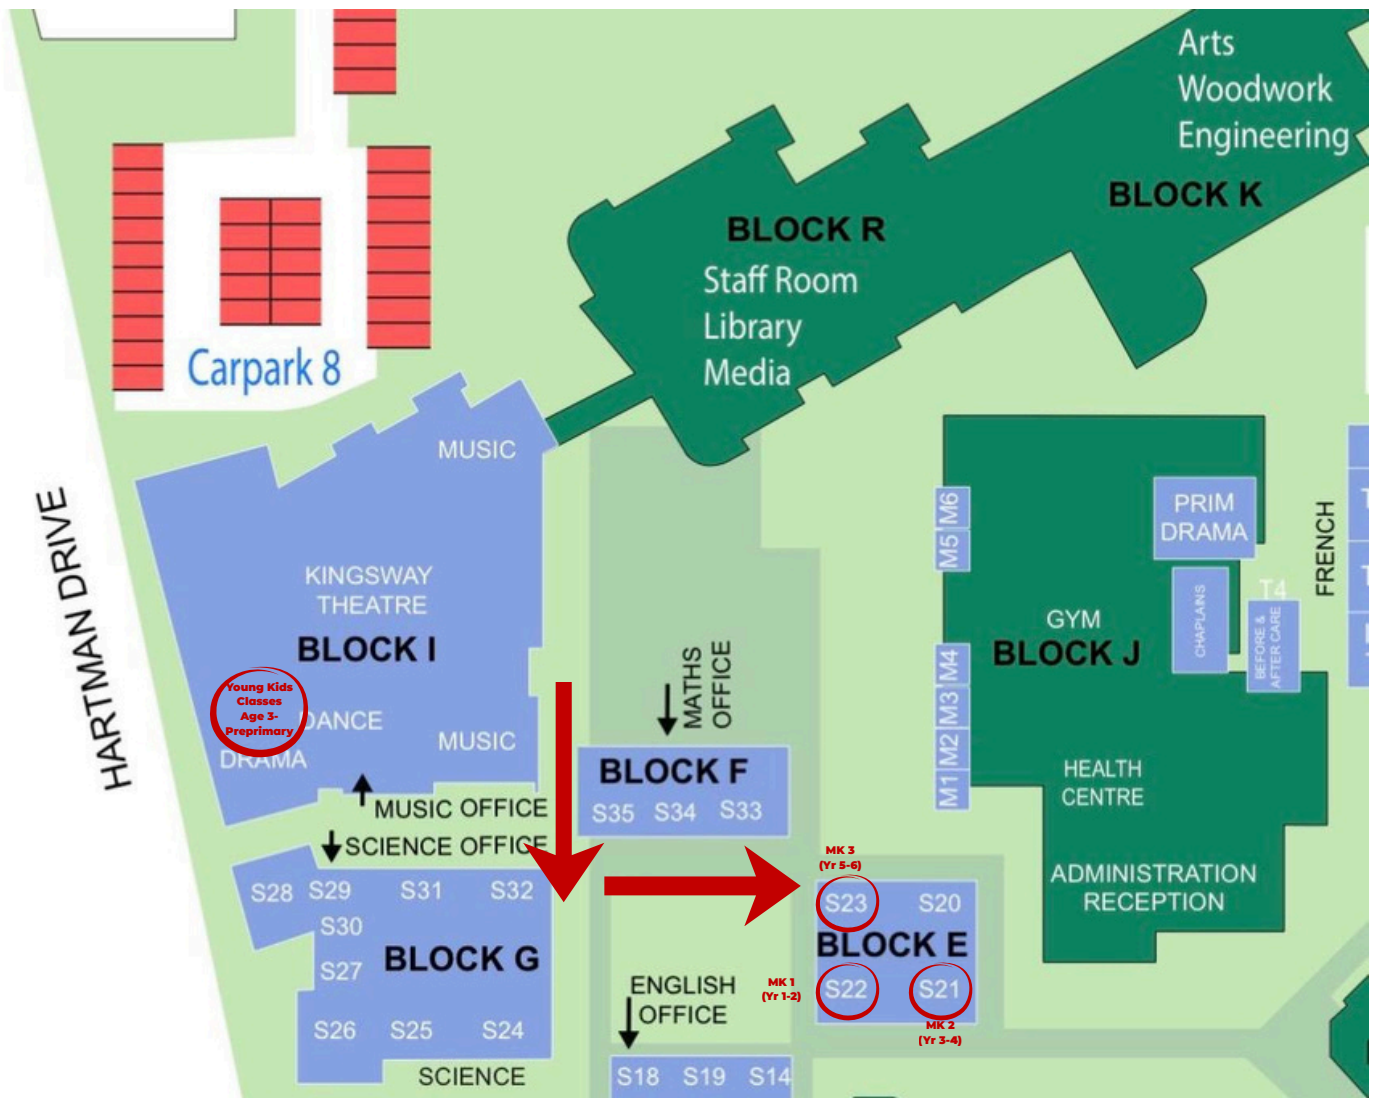 Arts
Woodwork
Engineering
BLOCK K
BLOCK R
Staff Room
Library
Media
Carpark 8
HARTMAN DRIVE
MUSIC
KINGSWAY
THEATRE
BLOCK I
Young Kids
Classes
Age 3-
Preprimary
DANCE
DRAMA
MUSIC
MUSIC OFFICE
SCIENCE OFFICE
MATHS
OFFICE
BLOCK F
S35 S34 S33
M6
M5
M4
M3
M2
M1
PRIM
DRAMA
CHAPLAINS
T4
BEFORE &
AFTER CARE
FRENCH
GYM
BLOCK J
HEALTH
CENTRE
ADMINISTRATION
RECEPTION
S28 S29 S31 S32
S30
BLOCK G
S27
S26 S25 S24
SCIENCE
MK 3
(Yr 5-6)
S23 S20
BLOCK E
MK 1
(Yr 1-2)
S22 S21
MK 2
(Yr 3-4)
ENGLISH
OFFICE
S18 S19 S14